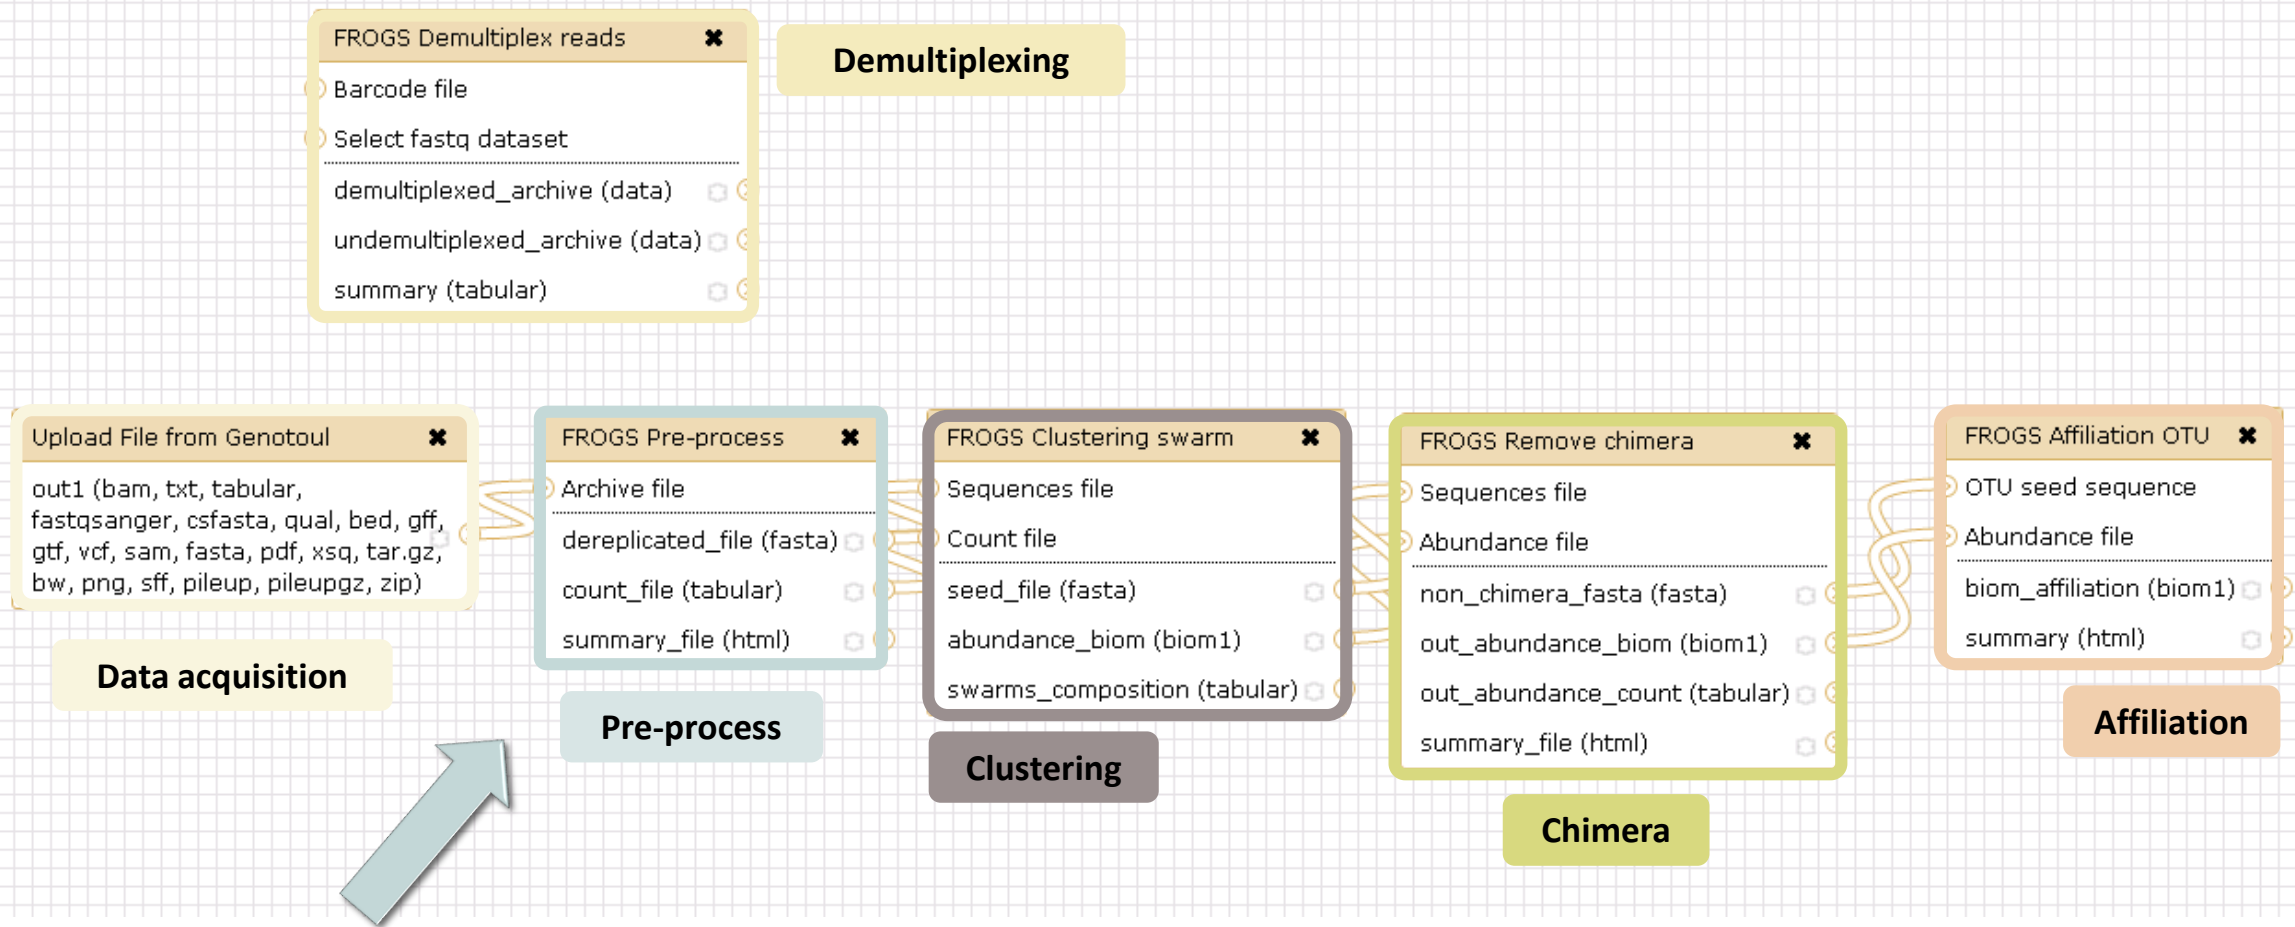 FROGS Demultiplex reads
Barcode file
Select fastq dataset
demultiplexed_archive (data)
undemultiplexed_archive (data)
summary (tabular)
Demultiplexing
Upload File from Genotoul
out1 (bam, txt, tabular,
fastqsanger, csfasta, qual, bed, gff,
gtf, vcf, sam, fasta, pdf, xsq, tar.gz,
bw, png, sff, pileup, pileupgz, zip)
Data acquisition
FROGS Pre-process
Archive file
dereplicated_file (fasta)
count_file (tabular)
summary_file (html)
Pre-process
FROGS Clustering swarm
Sequences file
Count file
seed_file (fasta)
abundance_biom (biom1)
swarms_composition (tabular)
Clustering
FROGS Remove chimera
Sequences file
Abundance file
non_chimera_fasta (fasta)
out_abundance_biom (biom1)
out_abundance_count (tabular)
summary_file (html)
Chimera
FROGS Affiliation OTU
OTU seed sequence
Abundance file
biom_affiliation (biom1)
summary (html)
Affiliation